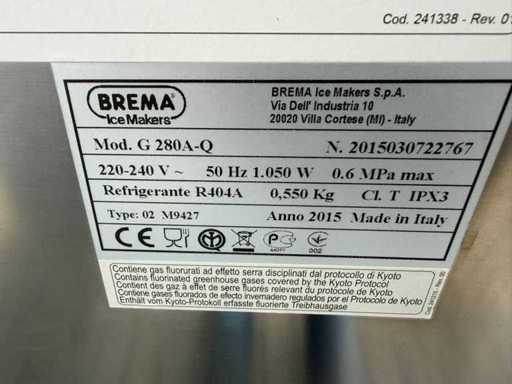 Cod. 241338 - Rev. 01
BREMA
Ice Makers
BREMA Ice Makers S.p.A.
Via Dell' Industria 10
20020 Villa Cortese (MI) - Italy
Mod. G 280A-Q N. 2015030722767
220-240 V ~ 50 Hz 1.050 W 0.6 MPa max
Refrigerante R404A 0,550 Kg Cl. T IPX3
Type: 02 M9427 Anno 2015 Made in Italy
CE
002
Contiene gas fluorurati ad effetto serra disciplinati dal protocollo di Kyoto
Contains fluorinated greenhouse gases covered by the Kyoto Protocol
Contient des gaz à effet de serre fluorés relevant du protocole de Kyoto
Contiene gases fluorados de efecto invernadero regulados por el Protocolo de Kyoto
Enthält vom Kyoto-Protokoll erfasste fluorierte Treibhausgase